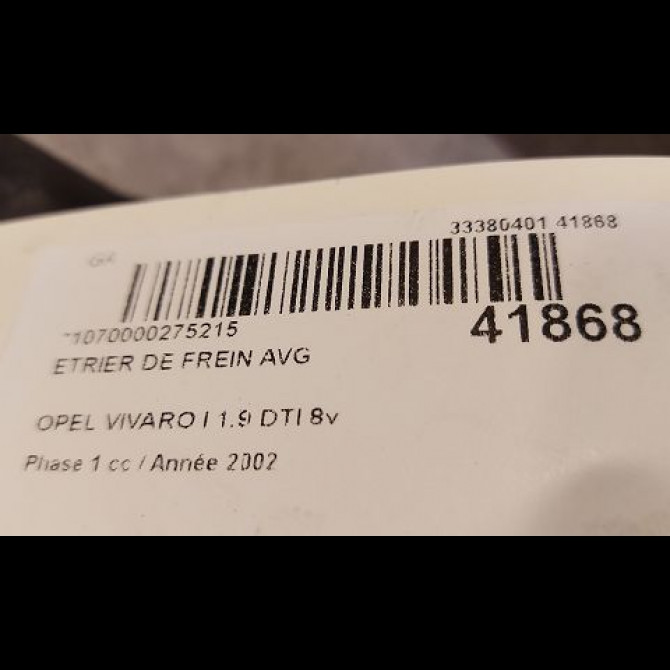 33380401 41868
G4
1070000275215
41868
ETRIER DE FREIN AVG
OPEL VIVARO I 1.9 DTI 8v
Phase 1 cc / Année 2002